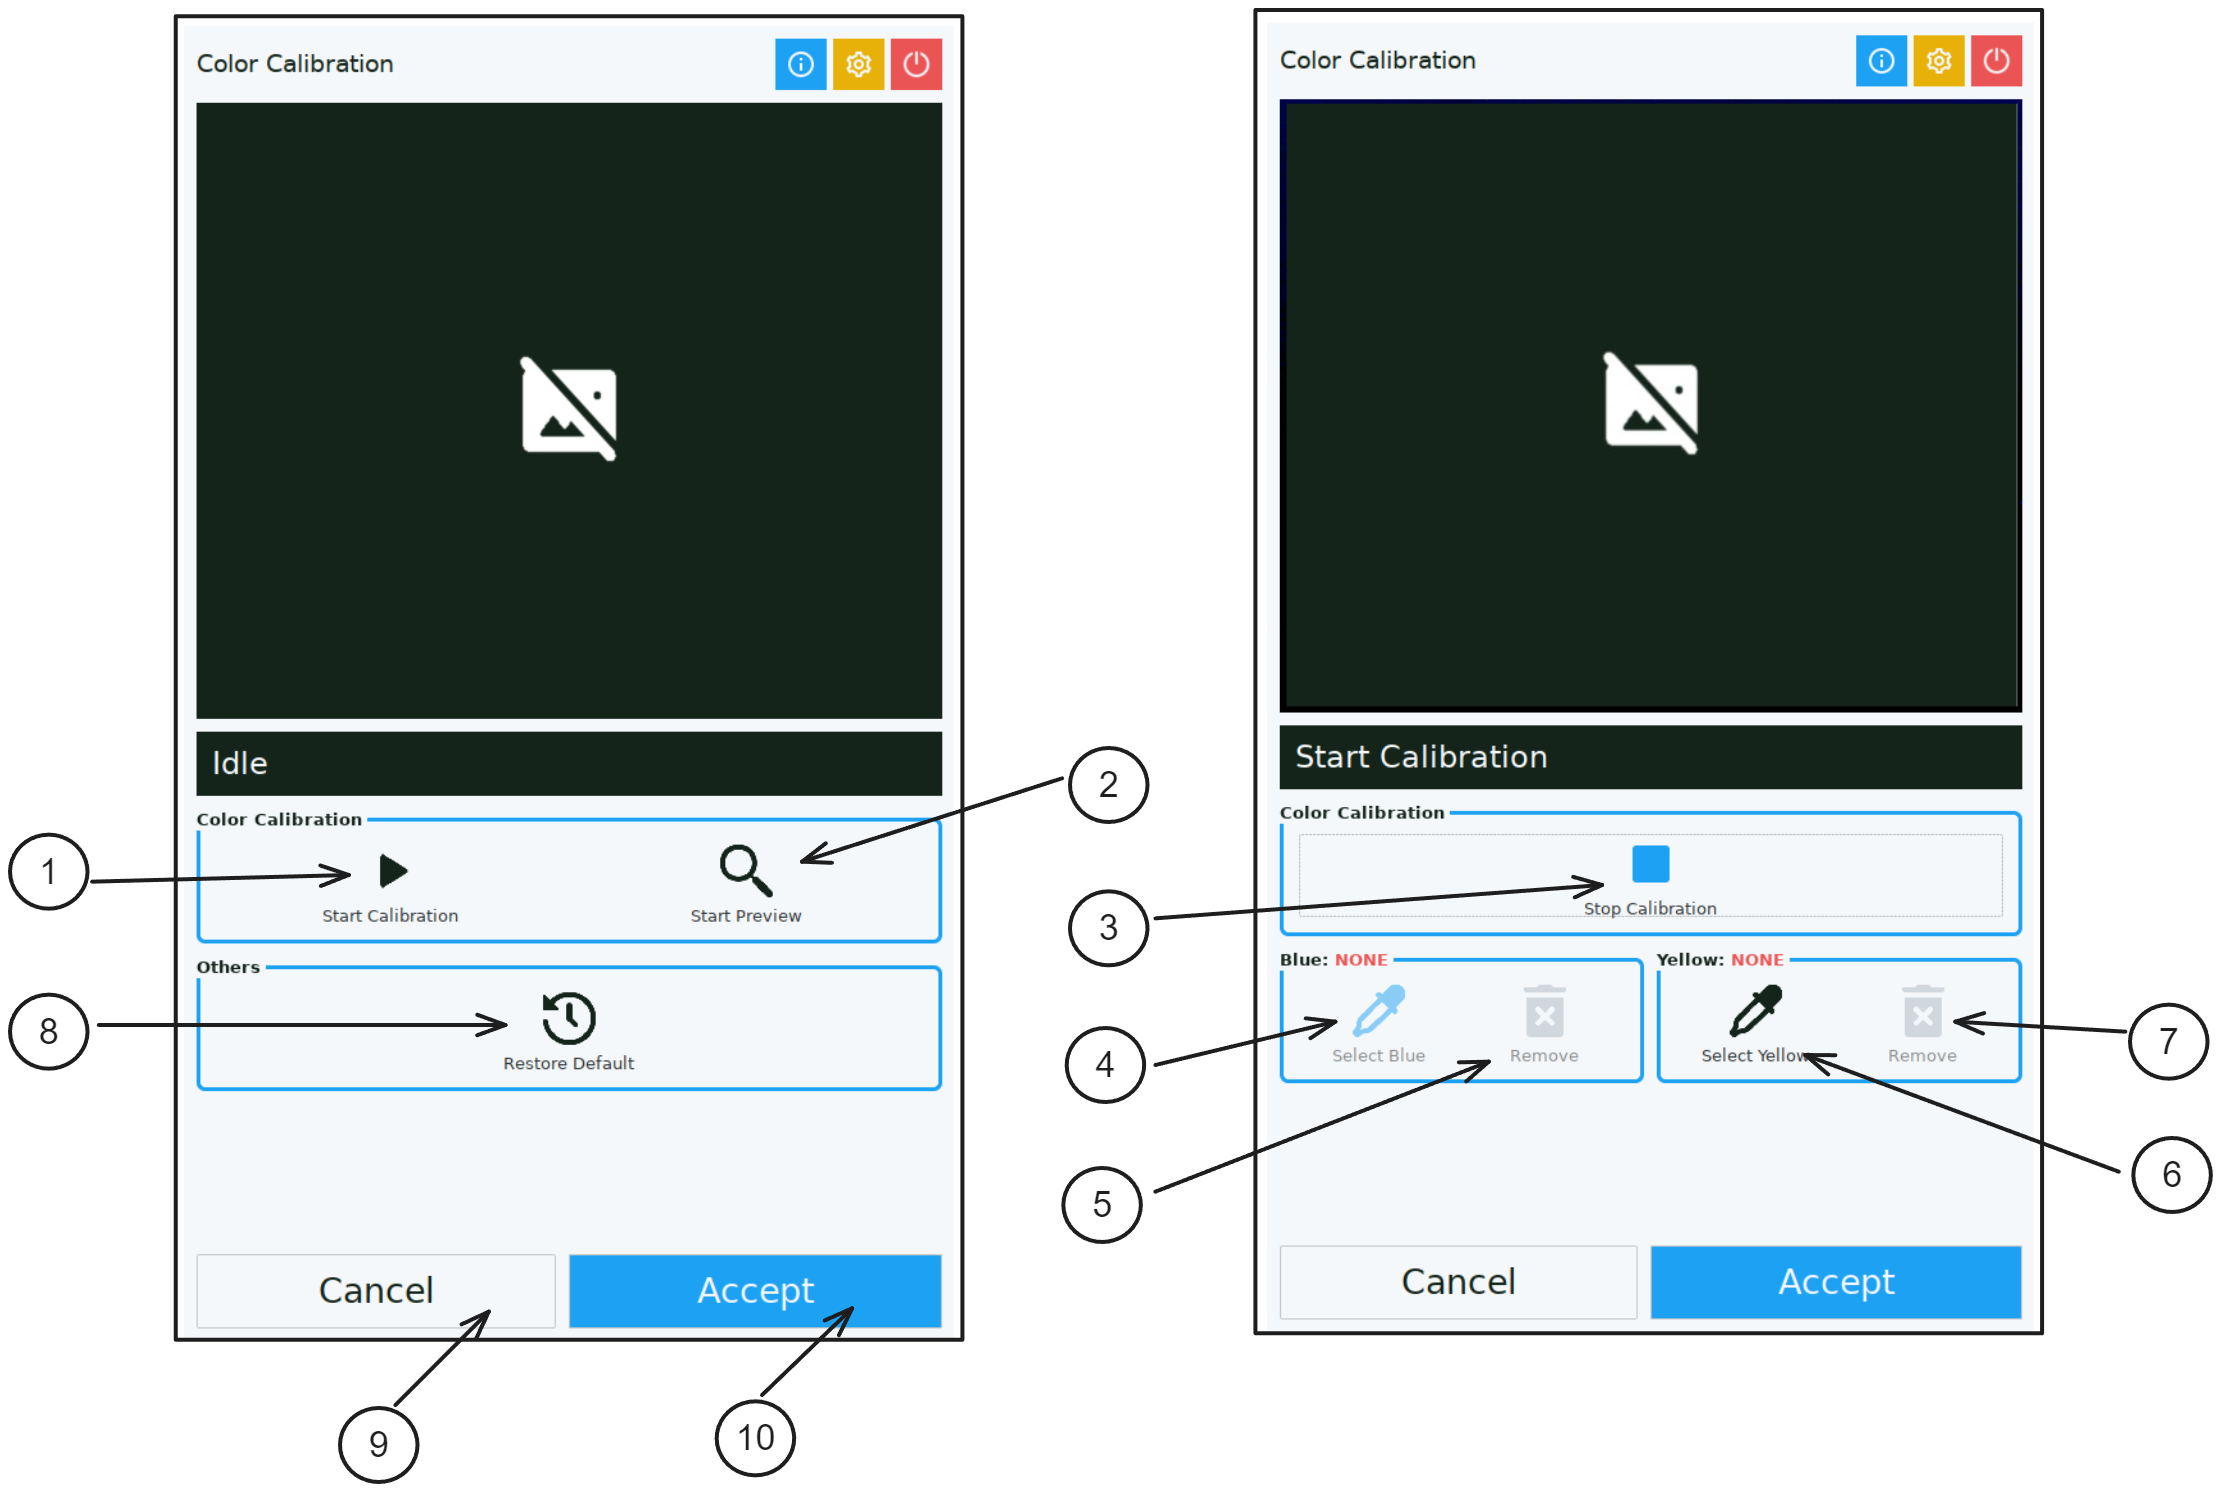 Color Calibration
Idle
Color Calibration
Start Calibration
Start Preview
Others
Restore Default
Cancel
Accept
Color Calibration
Start Calibration
Color Calibration
Stop Calibration
Blue: NONE
Select Blue
Remove
Yellow: NONE
Select Yellow
Remove
Cancel
Accept
1
2
3
4
5
6
7
8
9
10